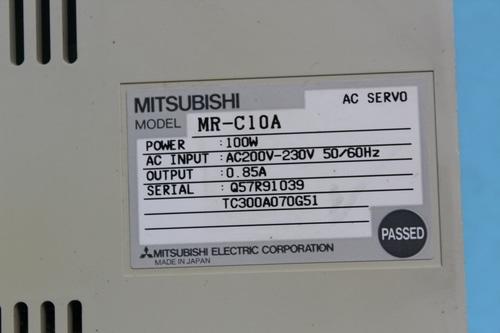 MITSUBISHI AC SERVO
MODEL MR-C10A
POWER : 100W
AC INPUT : AC200V-230V 50/60Hz
OUTPUT : 0.85A
SERIAL : Q57R91039
TC300A070G51
PASSED
MITSUBISHI ELECTRIC CORPORATION
MADE IN JAPAN